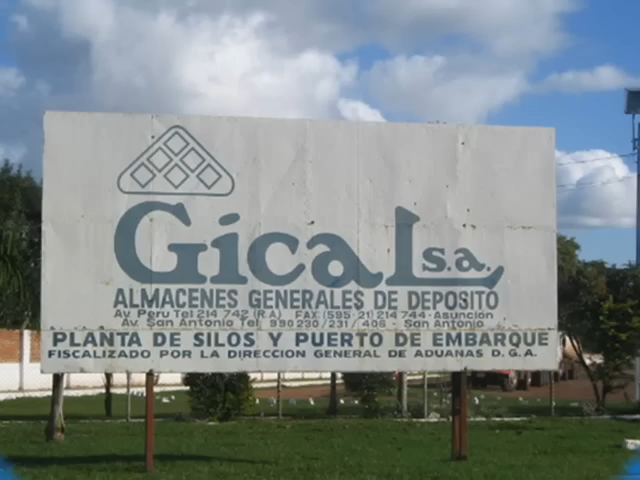 Gical s.a.
ALMACENES GENERALES DE DEPOSITO
Av Peru Tel 214 742 (R.A) FAX (595-21) 214 744 - Asunción
Av. San Antonio Tel 990 230 / 231 / 406 - San Antonio
PLANTA DE SILOS Y PUERTO DE EMBARQUE
FISCALIZADO POR LA DIRECCION GENERAL DE ADUANAS D.G.A.